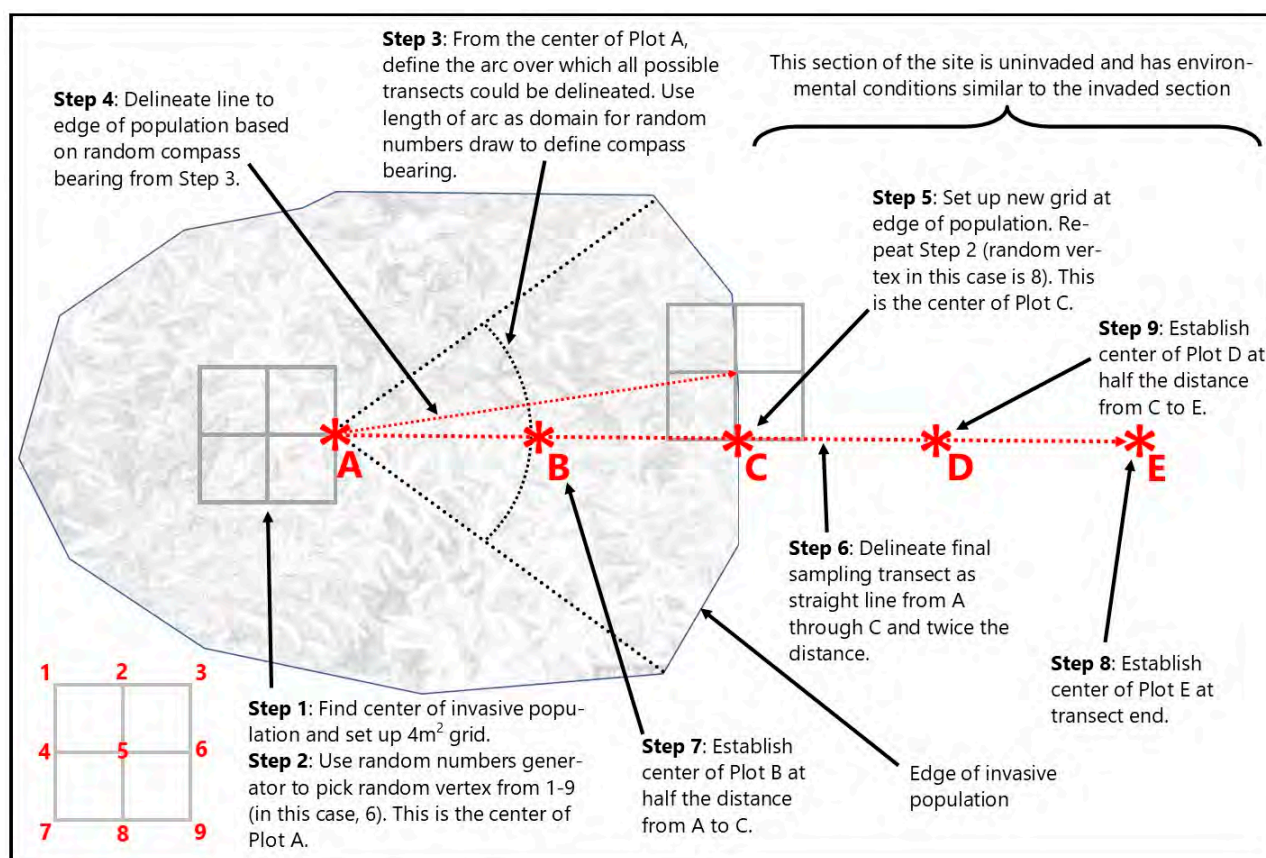 Step 3: From the center of Plot A,
define the arc over which all possible
transects could be delineated. Use
length of arc as domain for random
numbers draw to define compass
bearing.
This section of the site is uninvaded and has environ-
mental conditions similar to the invaded section
Step 4: Delineate line to
edge of population based
on random compass
bearing from Step 3.
Step 5: Set up new grid at
edge of population. Re-
peat Step 2 (random ver-
tex in this case is 8). This
is the center of Plot C.
Step 9: Establish
center of Plot D at
half the distance
from C to E.
A
B
C
D
E
Step 6: Delineate final
sampling transect as
straight line from A
through C and twice the
distance.
Step 8: Establish
center of Plot E at
transect end.
1 2 3
4 5 6
7 8 9
Step 1: Find center of invasive popu-
lation and set up 4m² grid.
Step 2: Use random numbers gener-
ator to pick random vertex from 1-9
(in this case, 6). This is the center of
Plot A.
Step 7: Establish
center of Plot B at
half the distance
from A to C.
Edge of invasive
population